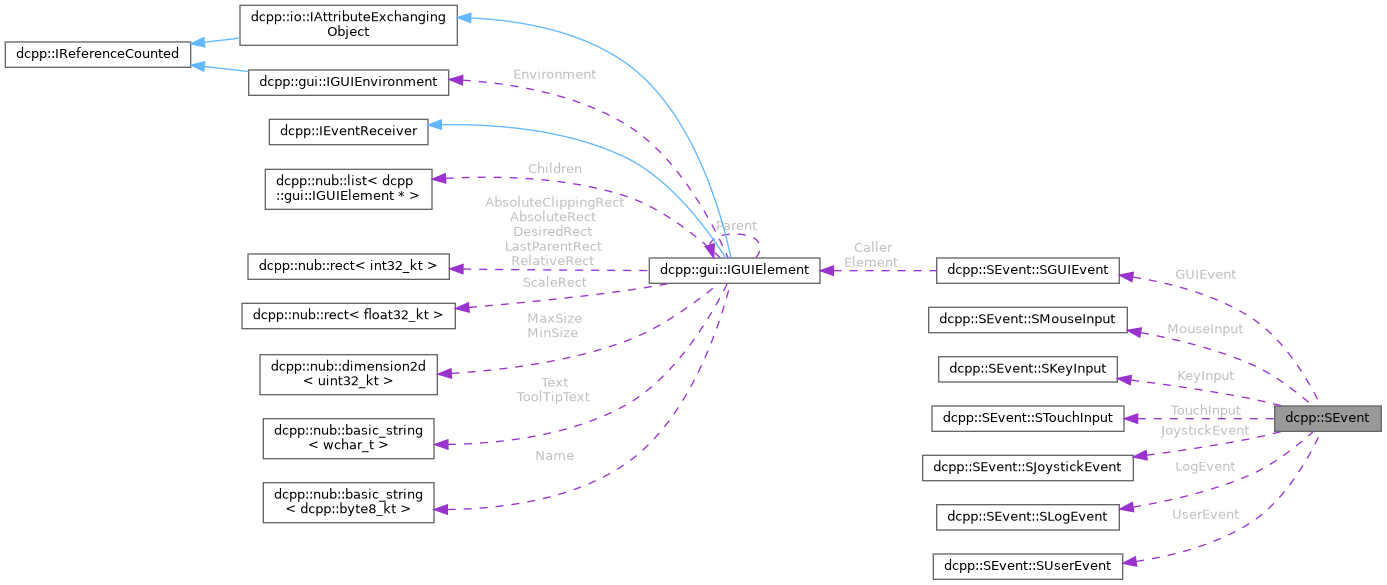 dcpp::io::IAttributeExchanging
Object
dcpp::IReferenceCounted
dcpp::gui::IGUIEnvironment
Environment
dcpp::IEventReceiver
dcpp::nub::list< dcpp
::gui::IGUIElement * >
Children
AbsoluteClippingRect
AbsoluteRect
DesiredRect
LastParentRect
RelativeRect
dcpp::nub::rect< int32_kt >
ScaleRect
dcpp::nub::rect< float32_kt >
MaxSize
MinSize
dcpp::nub::dimension2d
< uint32_kt >
Text
ToolTipText
dcpp::nub::basic_string
< wchar_t >
Name
dcpp::nub::basic_string
< dcpp::byte8_kt >
Parent
dcpp::gui::IGUIElement
Caller
Element
dcpp::SEvent::SGUIEvent
GUIEvent
dcpp::SEvent::SMouseInput
MouseInput
dcpp::SEvent::SKeyInput
KeyInput
dcpp::SEvent::STouchInput
TouchInput
dcpp::SEvent
JoystickEvent
dcpp::SEvent::SJoystickEvent
LogEvent
dcpp::SEvent::SLogEvent
UserEvent
dcpp::SEvent::SUserEvent